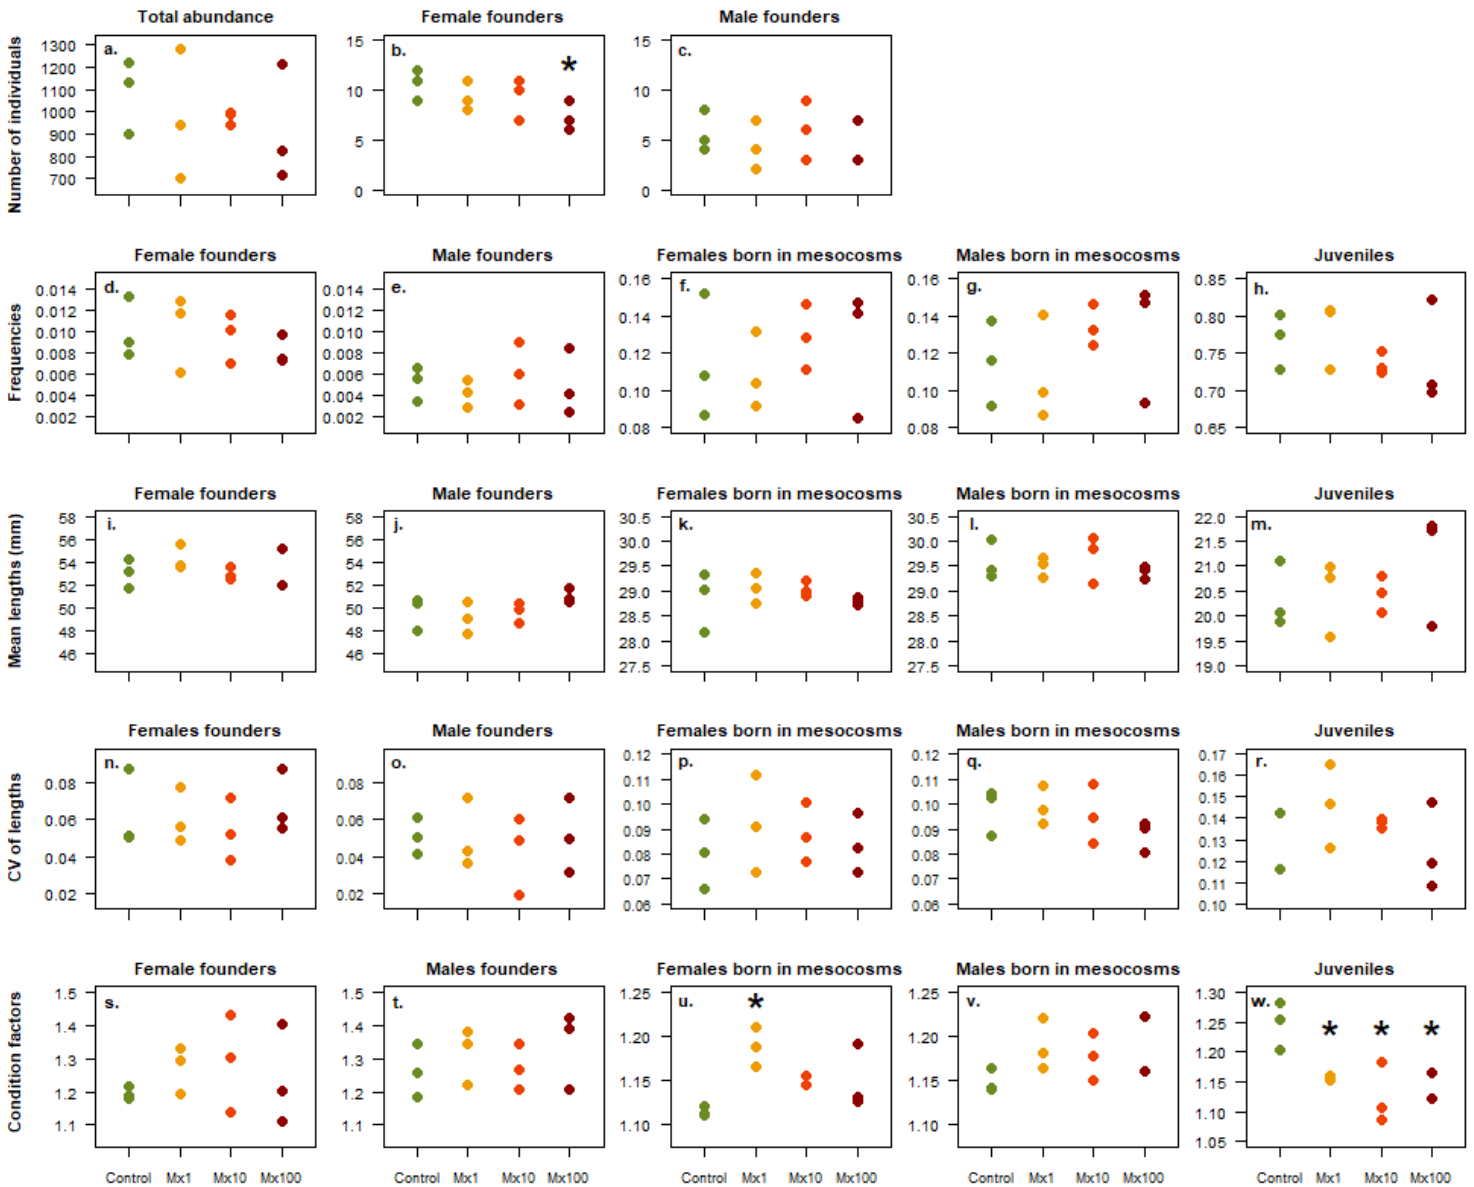 Total abundance Female founders Male founders
Number of individuals
a. b. c.
1300 1200 1100 1000 900 800 700
15 10 5 0
15 10 5 0
*
Female founders Male founders Females born in mesocosms Males born in mesocosms Juveniles
Frequencies
d. e. f. g. h.
0.014 0.012 0.010 0.008 0.006 0.004 0.002
0.014 0.012 0.010 0.008 0.006 0.004 0.002
0.16 0.14 0.12 0.10 0.08
0.16 0.14 0.12 0.10 0.08
0.85 0.80 0.75 0.70 0.65
Female founders Male founders Females born in mesocosms Males born in mesocosms Juveniles
Mean lengths (mm)
i. j. k. l. m.
58 56 54 52 50 48 46
58 56 54 52 50 48 46
30.5 30.0 29.5 29.0 28.5 28.0 27.5
30.5 30.0 29.5 29.0 28.5 28.0 27.5
22.0 21.5 21.0 20.5 20.0 19.5 19.0
Females founders Male founders Females born in mesocosms Males born in mesocosms Juveniles
CV of lengths
n. o. p. q. r.
0.08 0.06 0.04 0.02
0.08 0.06 0.04 0.02
0.12 0.11 0.10 0.09 0.08 0.07 0.06
0.12 0.11 0.10 0.09 0.08 0.07 0.06
0.17 0.16 0.15 0.14 0.13 0.12 0.11 0.10
Female founders Males founders Females born in mesocosms Males born in mesocosms Juveniles
Condition factors
s. t. u. v. w.
1.5 1.4 1.3 1.2 1.1
1.5 1.4 1.3 1.2 1.1
1.25 1.20 1.15 1.10
1.25 1.20 1.15 1.10
1.30 1.25 1.20 1.15 1.10 1.05
* * * *
Control Mx1 Mx10 Mx100 Control Mx1 Mx10 Mx100 Control Mx1 Mx10 Mx100 Control Mx1 Mx10 Mx100 Control Mx1 Mx10 Mx100